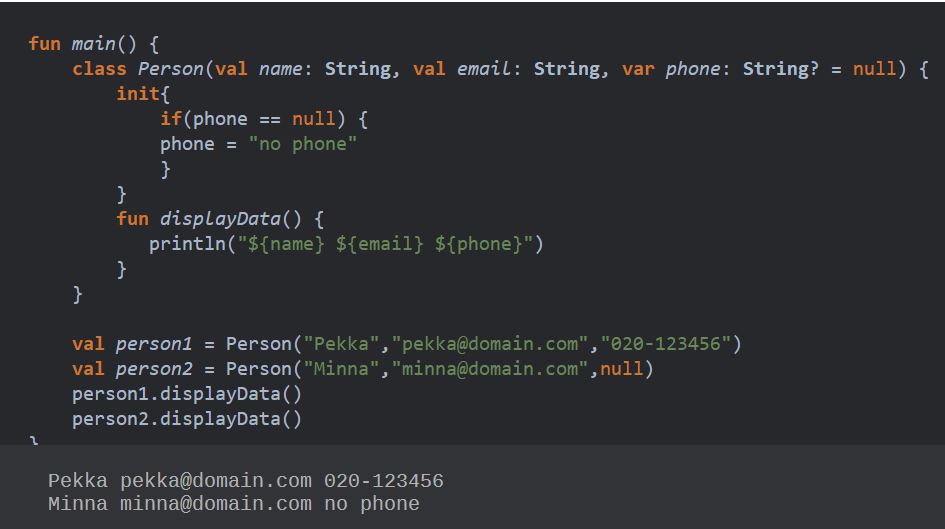 fun main() {
    class Person(val name: String, val email: String, var phone: String? = null) {
        init{
            if(phone == null) {
            phone = "no phone"
            }
        }
        fun displayData() {
           println("${name} ${email} ${phone}")
        }
    }

    val person1 = Person("Pekka","pekka@domain.com","020-123456")
    val person2 = Person("Minna","minna@domain.com",null)
    person1.displayData()
    person2.displayData()
}
Pekka pekka@domain.com 020-123456
Minna minna@domain.com no phone